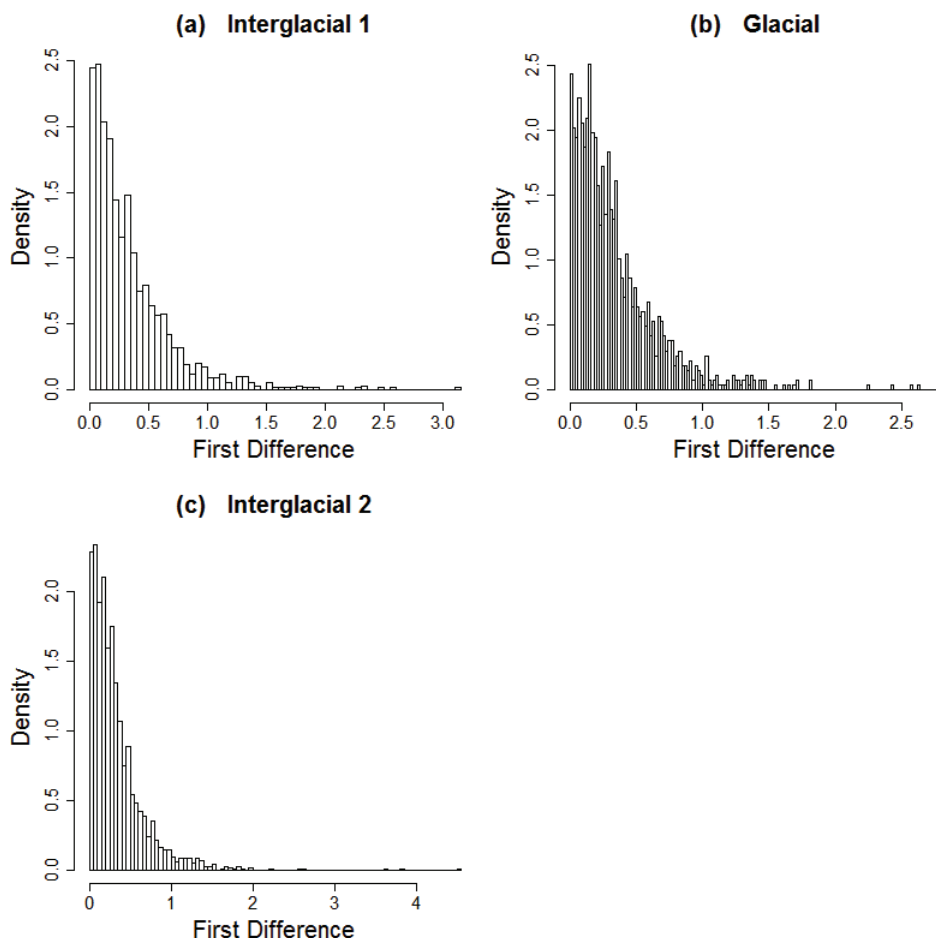 (a) Interglacial 1
Density
0.0 0.5 1.0 1.5 2.0 2.5
0.0 0.5 1.0 1.5 2.0 2.5 3.0
First Difference
(b) Glacial
Density
0.0 0.5 1.0 1.5 2.0 2.5
0.0 0.5 1.0 1.5 2.0 2.5
First Difference
(c) Interglacial 2
Density
0.0 0.5 1.0 1.5 2.0
0 1 2 3 4
First Difference